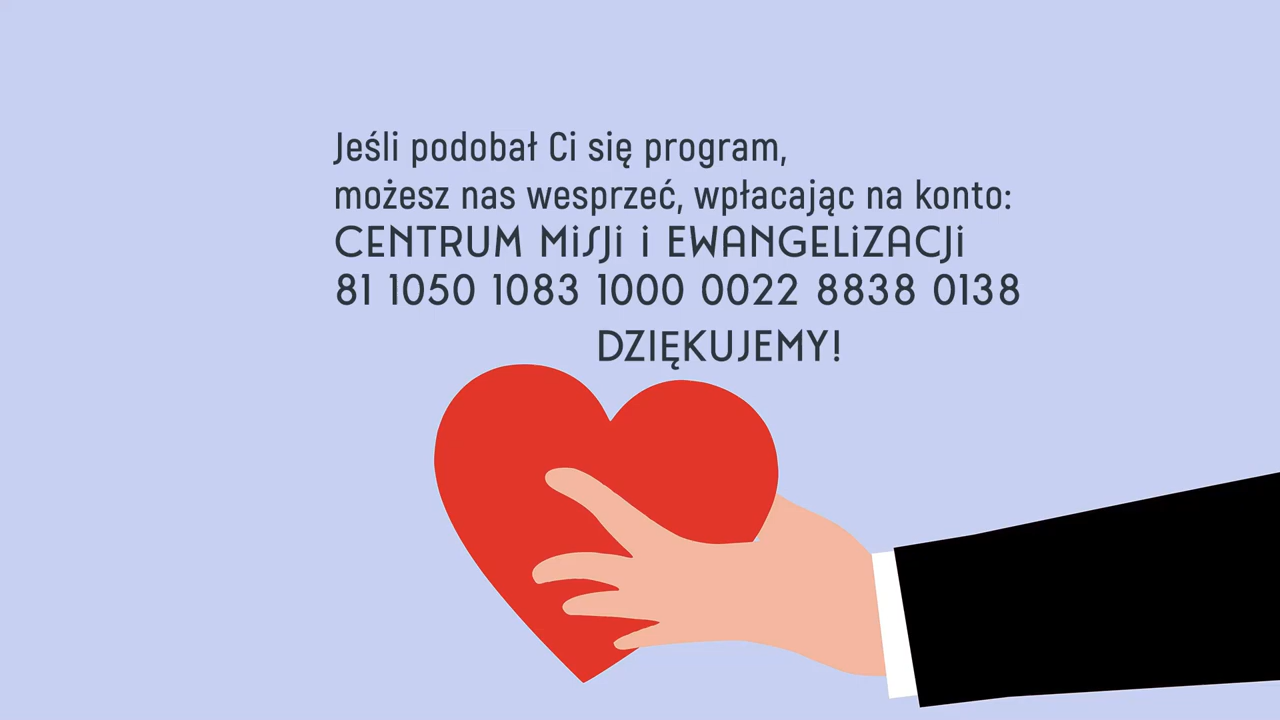 Jeśli podobał Ci się program,
możesz nas wesprzeć, wpłacając na konto:
CENTRUM MiSJi i EWANGELiZACJi
81 1050 1083 1000 0022 8838 0138
DZIĘKUJEMY!